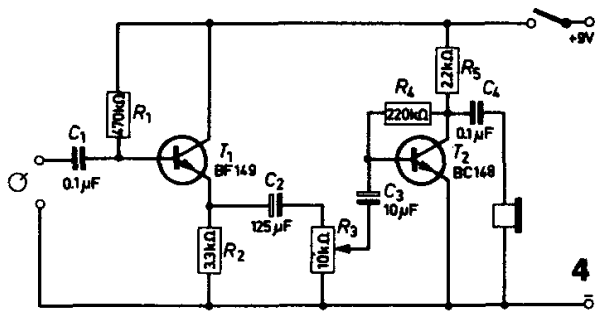 +9V
R4
220kΩ
2.2kΩ
R5
C4
0.1µF
470kΩ
R1
C1
0.1µF
T1
BF149
T2
BC148
C2
125µF
C3
10µF
R3
10kΩ
3.3kΩ
R2
4